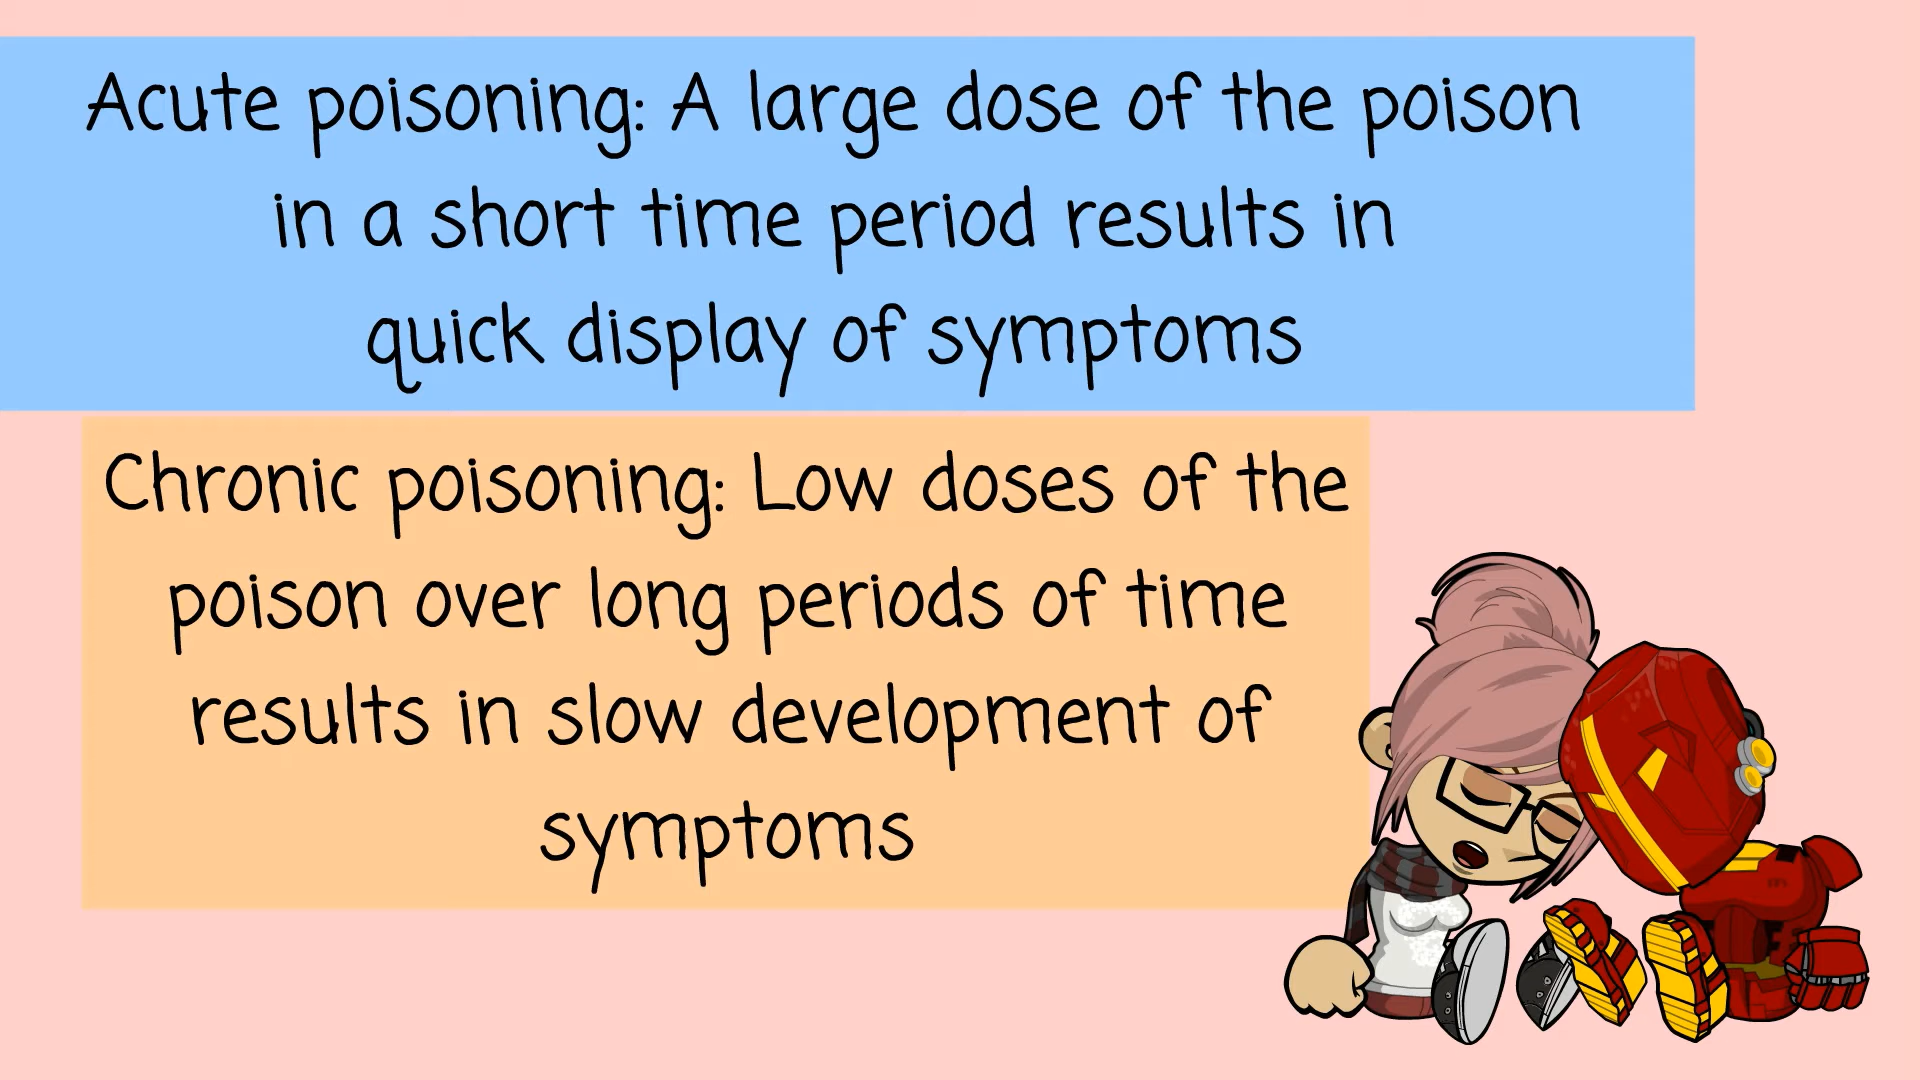 Acute poisoning: A large dose of the poison
in a short time period results in
quick display of symptoms
Chronic poisoning: Low doses of the
poison over long periods of time
results in slow development of
symptoms